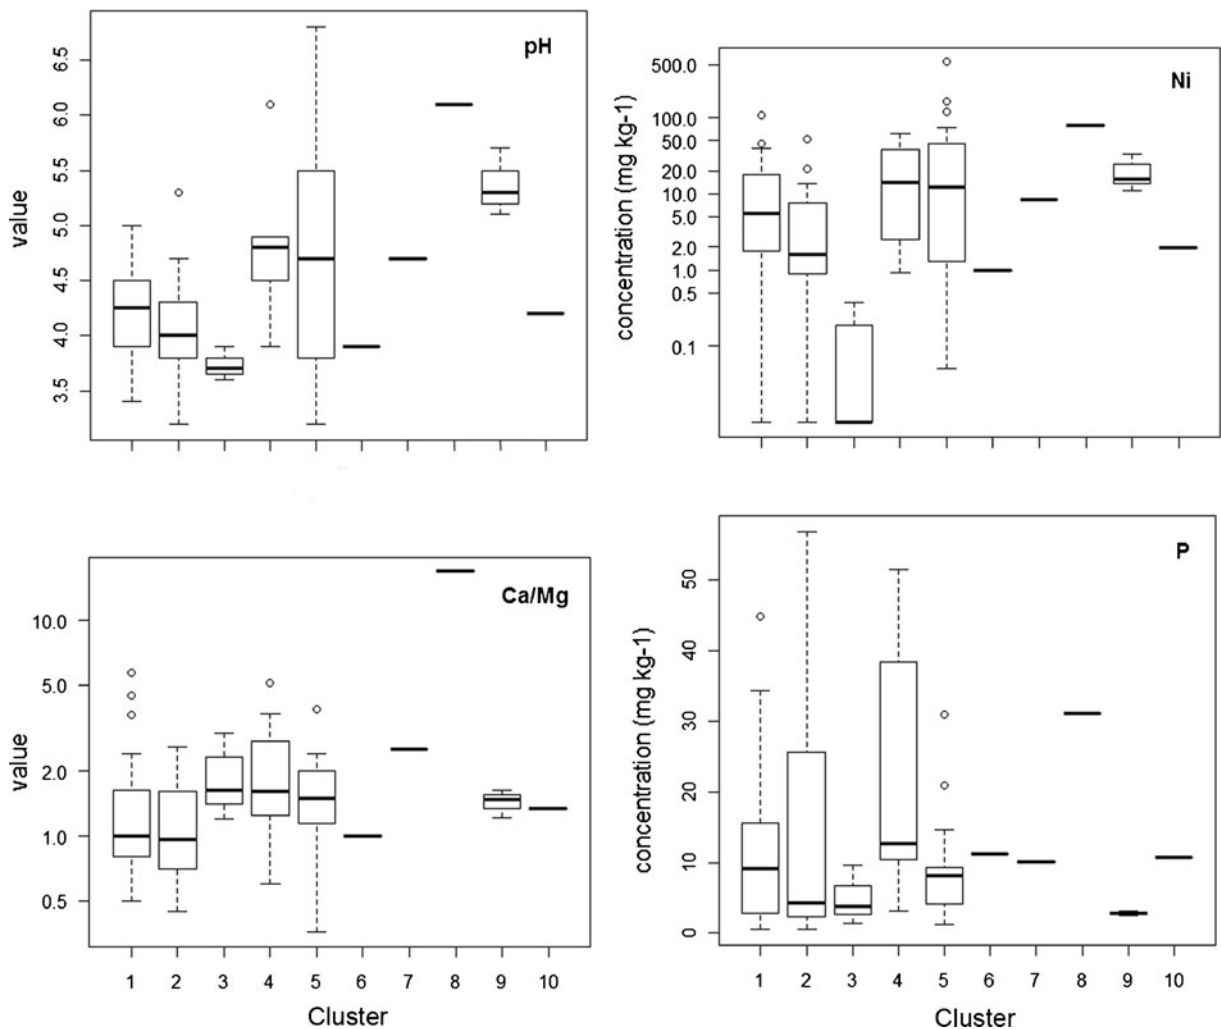 pH
value
6.5
6.0
5.5
5.0
4.5
4.0
3.5
Ni
concentration (mg kg-1)
500.0
100.0
50.0
20.0
10.0
5.0
2.0
1.0
0.5
0.1
Ca/Mg
value
10.0
5.0
2.0
1.0
0.5
1 2 3 4 5 6 7 8 9 10
Cluster
P
concentration (mg kg-1)
50
40
30
20
10
0
1 2 3 4 5 6 7 8 9 10
Cluster